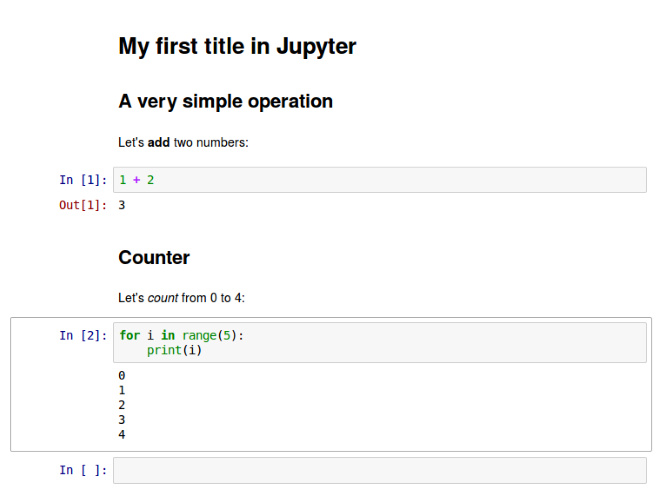 My first title in Jupyter
A very simple operation
Let's add two numbers:
In [1]: 1 + 2
Out[1]: 3
Counter
Let's count from 0 to 4:
In [2]: for i in range(5):
    print(i)
0
1
2
3
4
In [ ]: